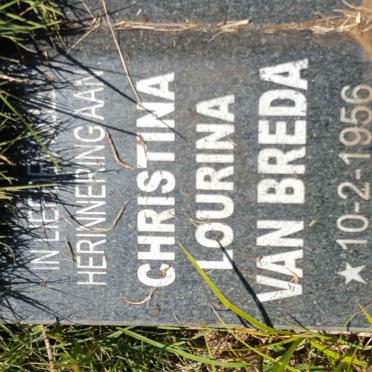 IN
HERINNERING AAN
CHRISTINA
LOURINA
VAN BREDA
★ 10-2-1956